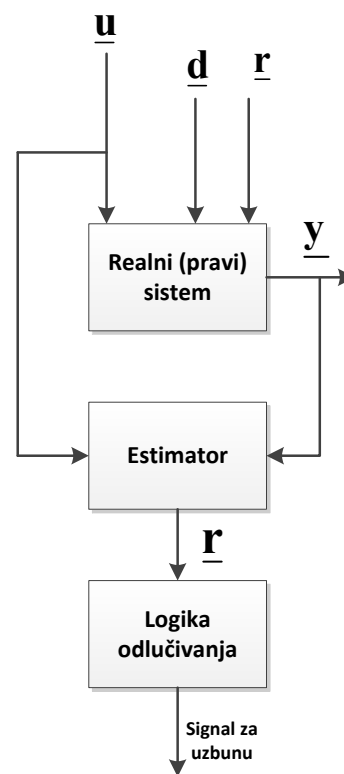 u
d
r
y
Realni (pravi)
sistem
Estimator
r
Logika
odlučivanja
Signal za
uzbunu